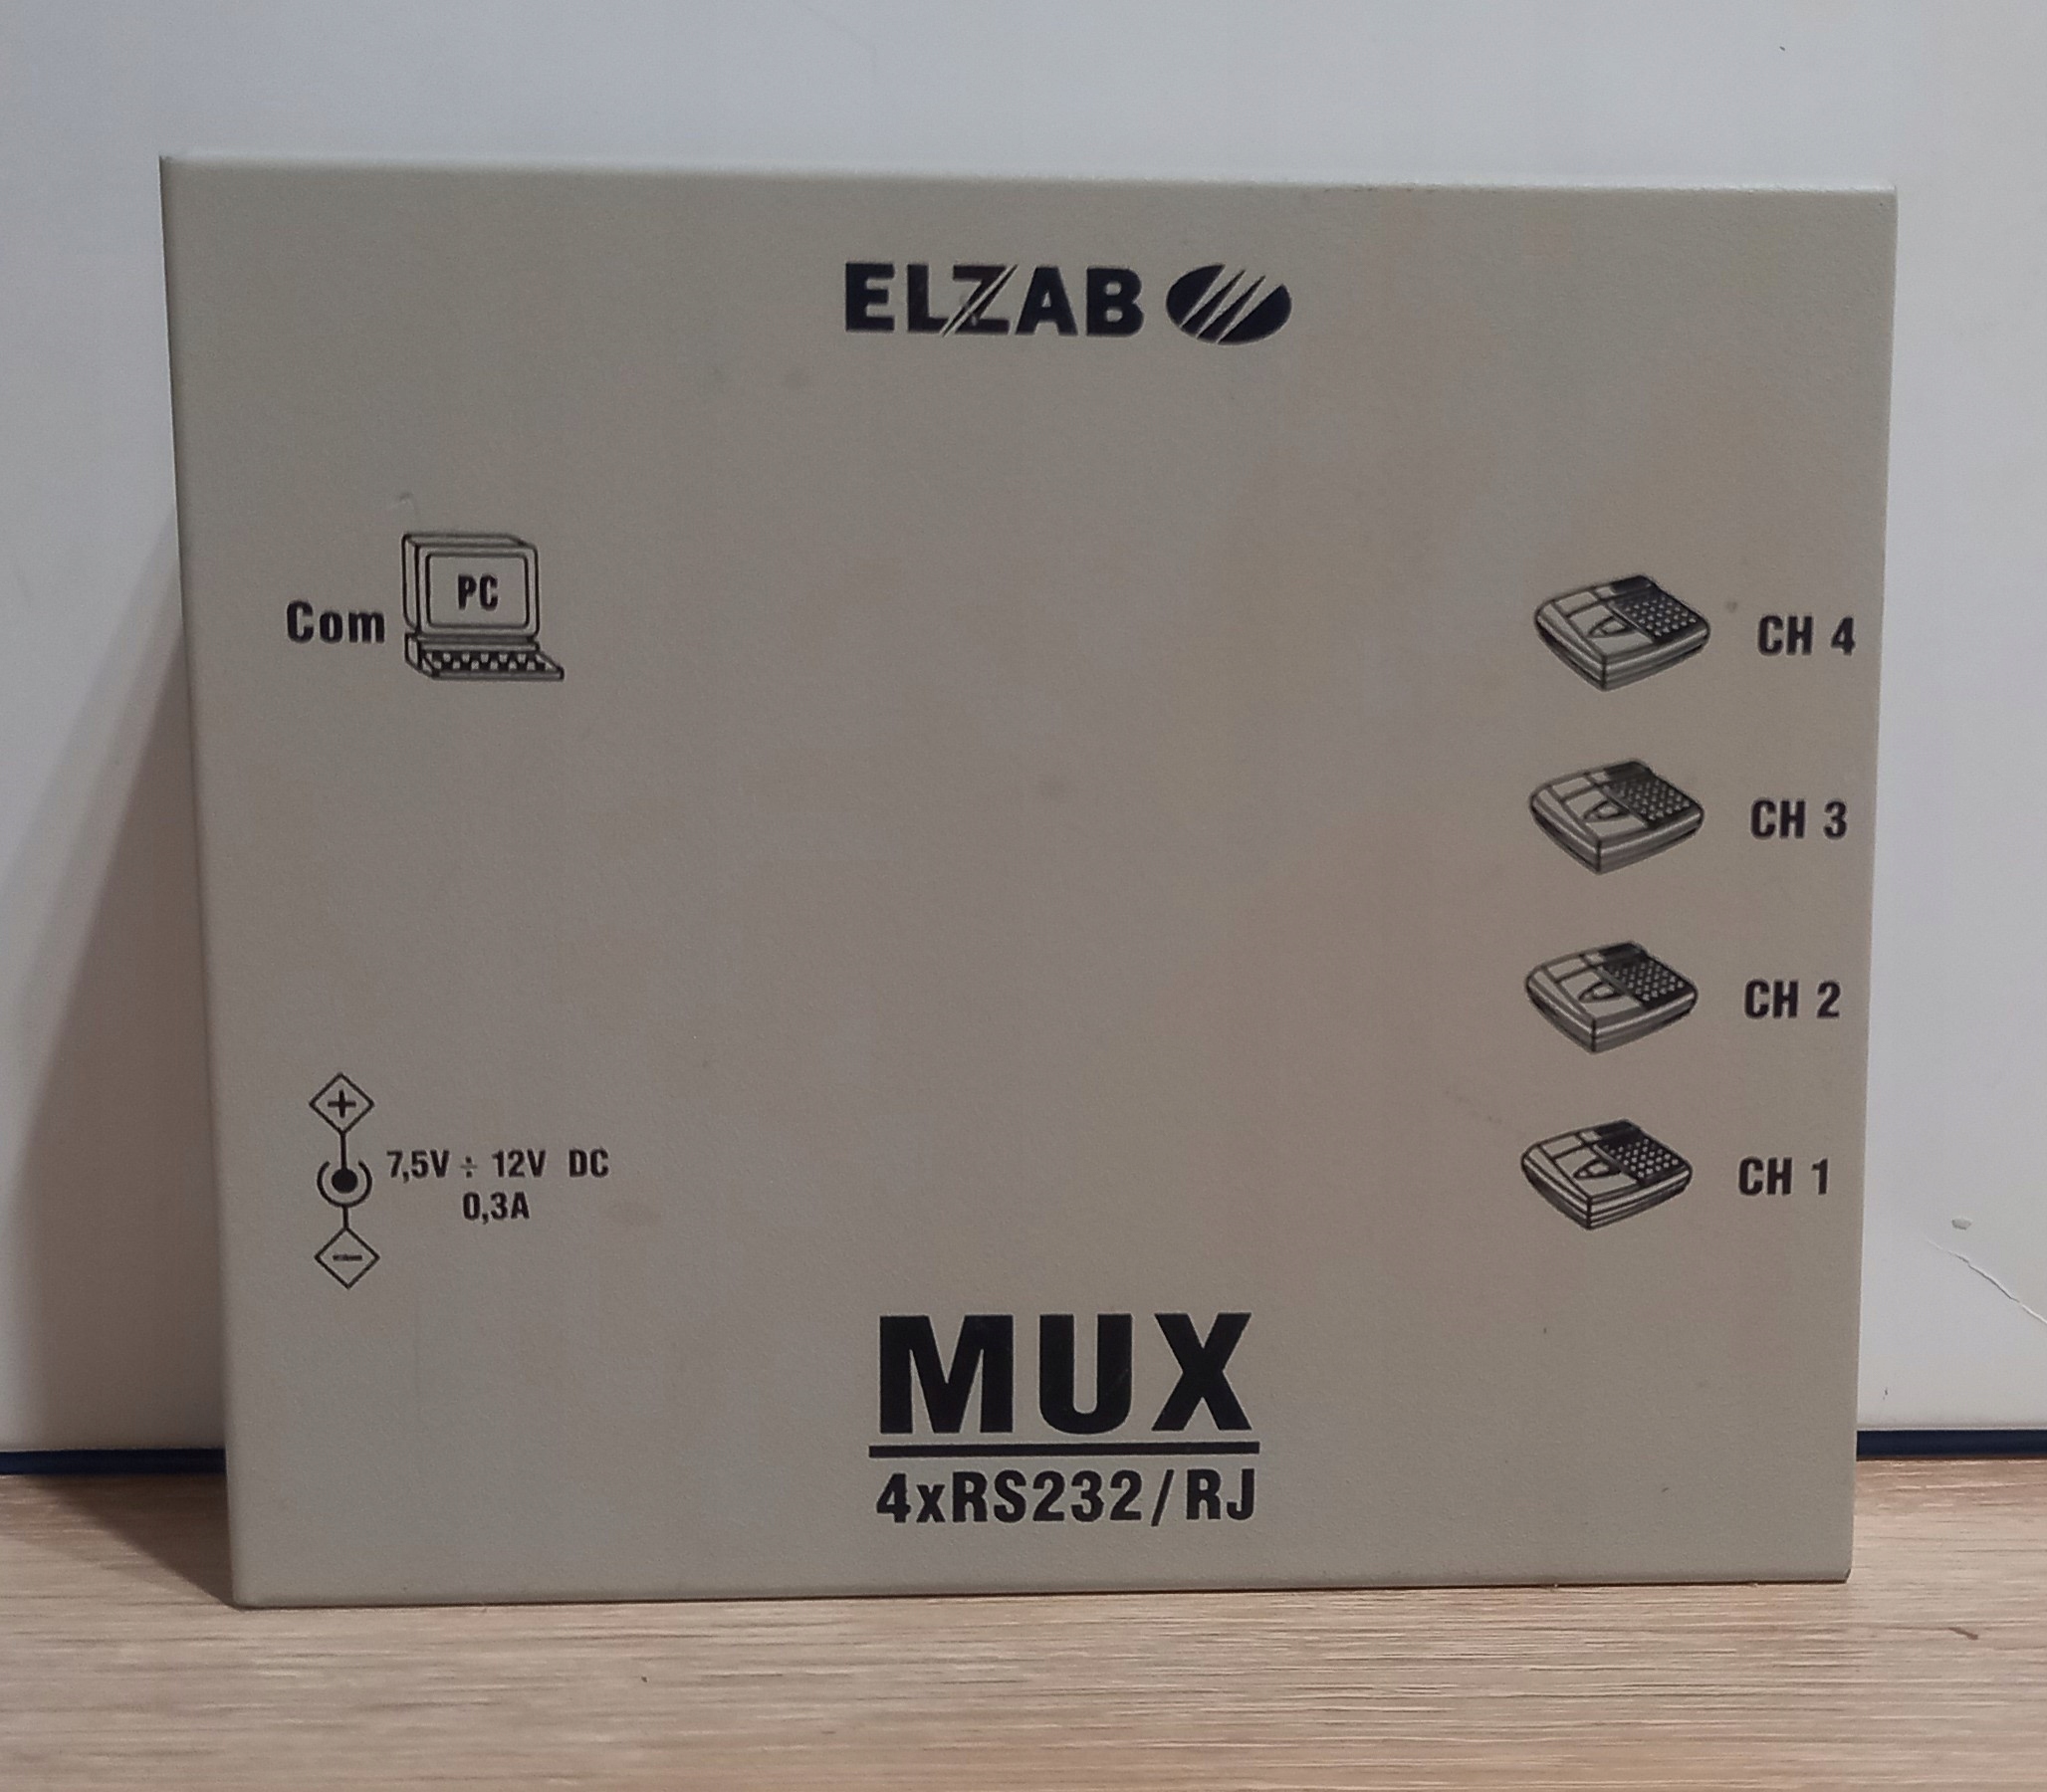 ELZAB
Com
PC
CH 4
CH 3
CH 2
CH 1
+
7,5V ÷ 12V DC
0,3A
−
MUX
4xRS232/RJ